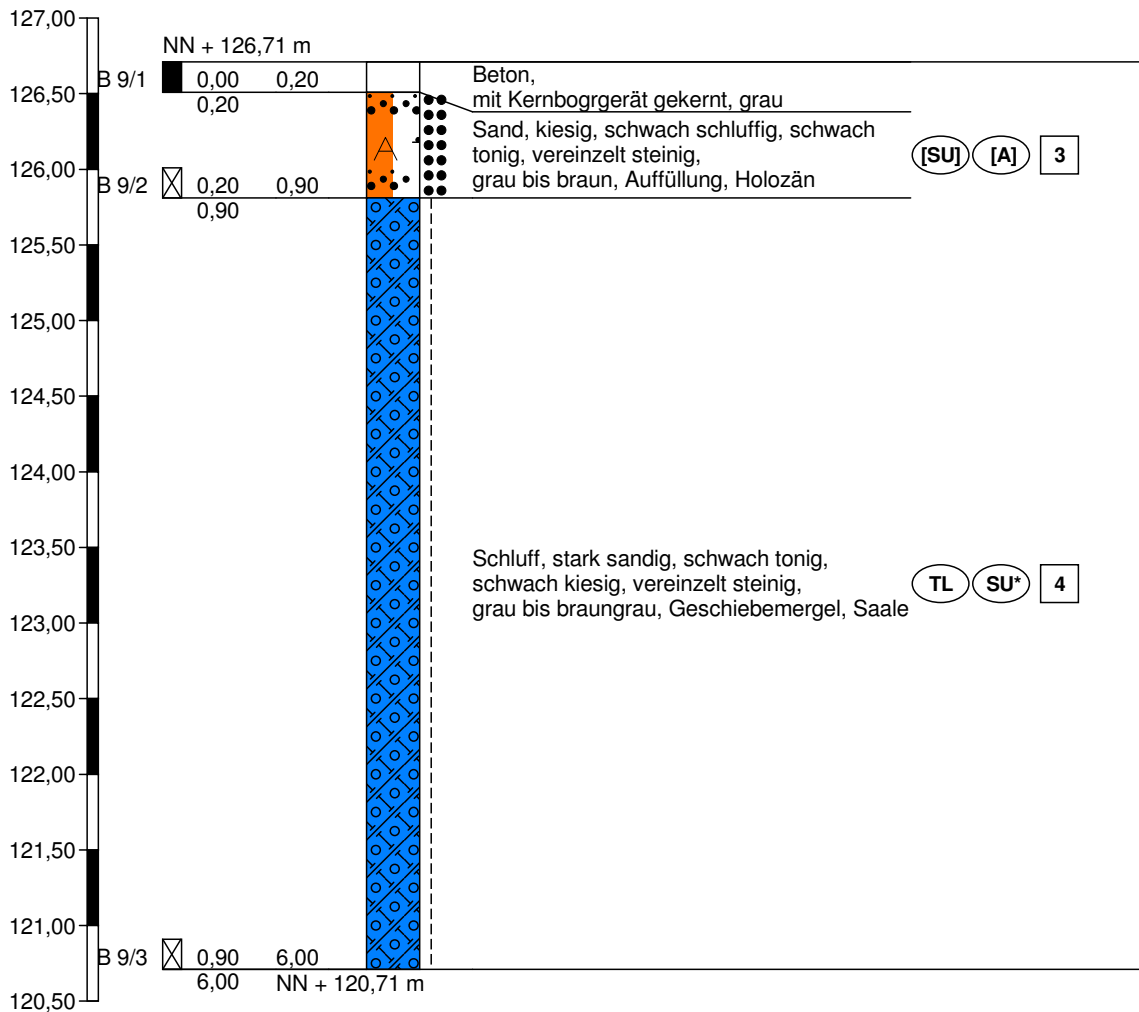 127,00
NN + 126,71 m
B 9/1 0,00 0,20
0,20
Beton,
mit Kernbogrgerät gekernt, grau
126,50
Sand, kiesig, schwach schluffig, schwach
tonig, vereinzelt steinig,
grau bis braun, Auffüllung, Holozän
[SU] [A] 3
A
126,00
B 9/2 0,20 0,90
0,90
125,50
125,00
124,50
124,00
123,50
Schluff, stark sandig, schwach tonig,
schwach kiesig, vereinzelt steinig,
grau bis braungrau, Geschiebemergel, Saale
TL SU* 4
123,00
122,50
122,00
121,50
121,00
B 9/3 0,90 6,00
6,00 NN + 120,71 m
120,50